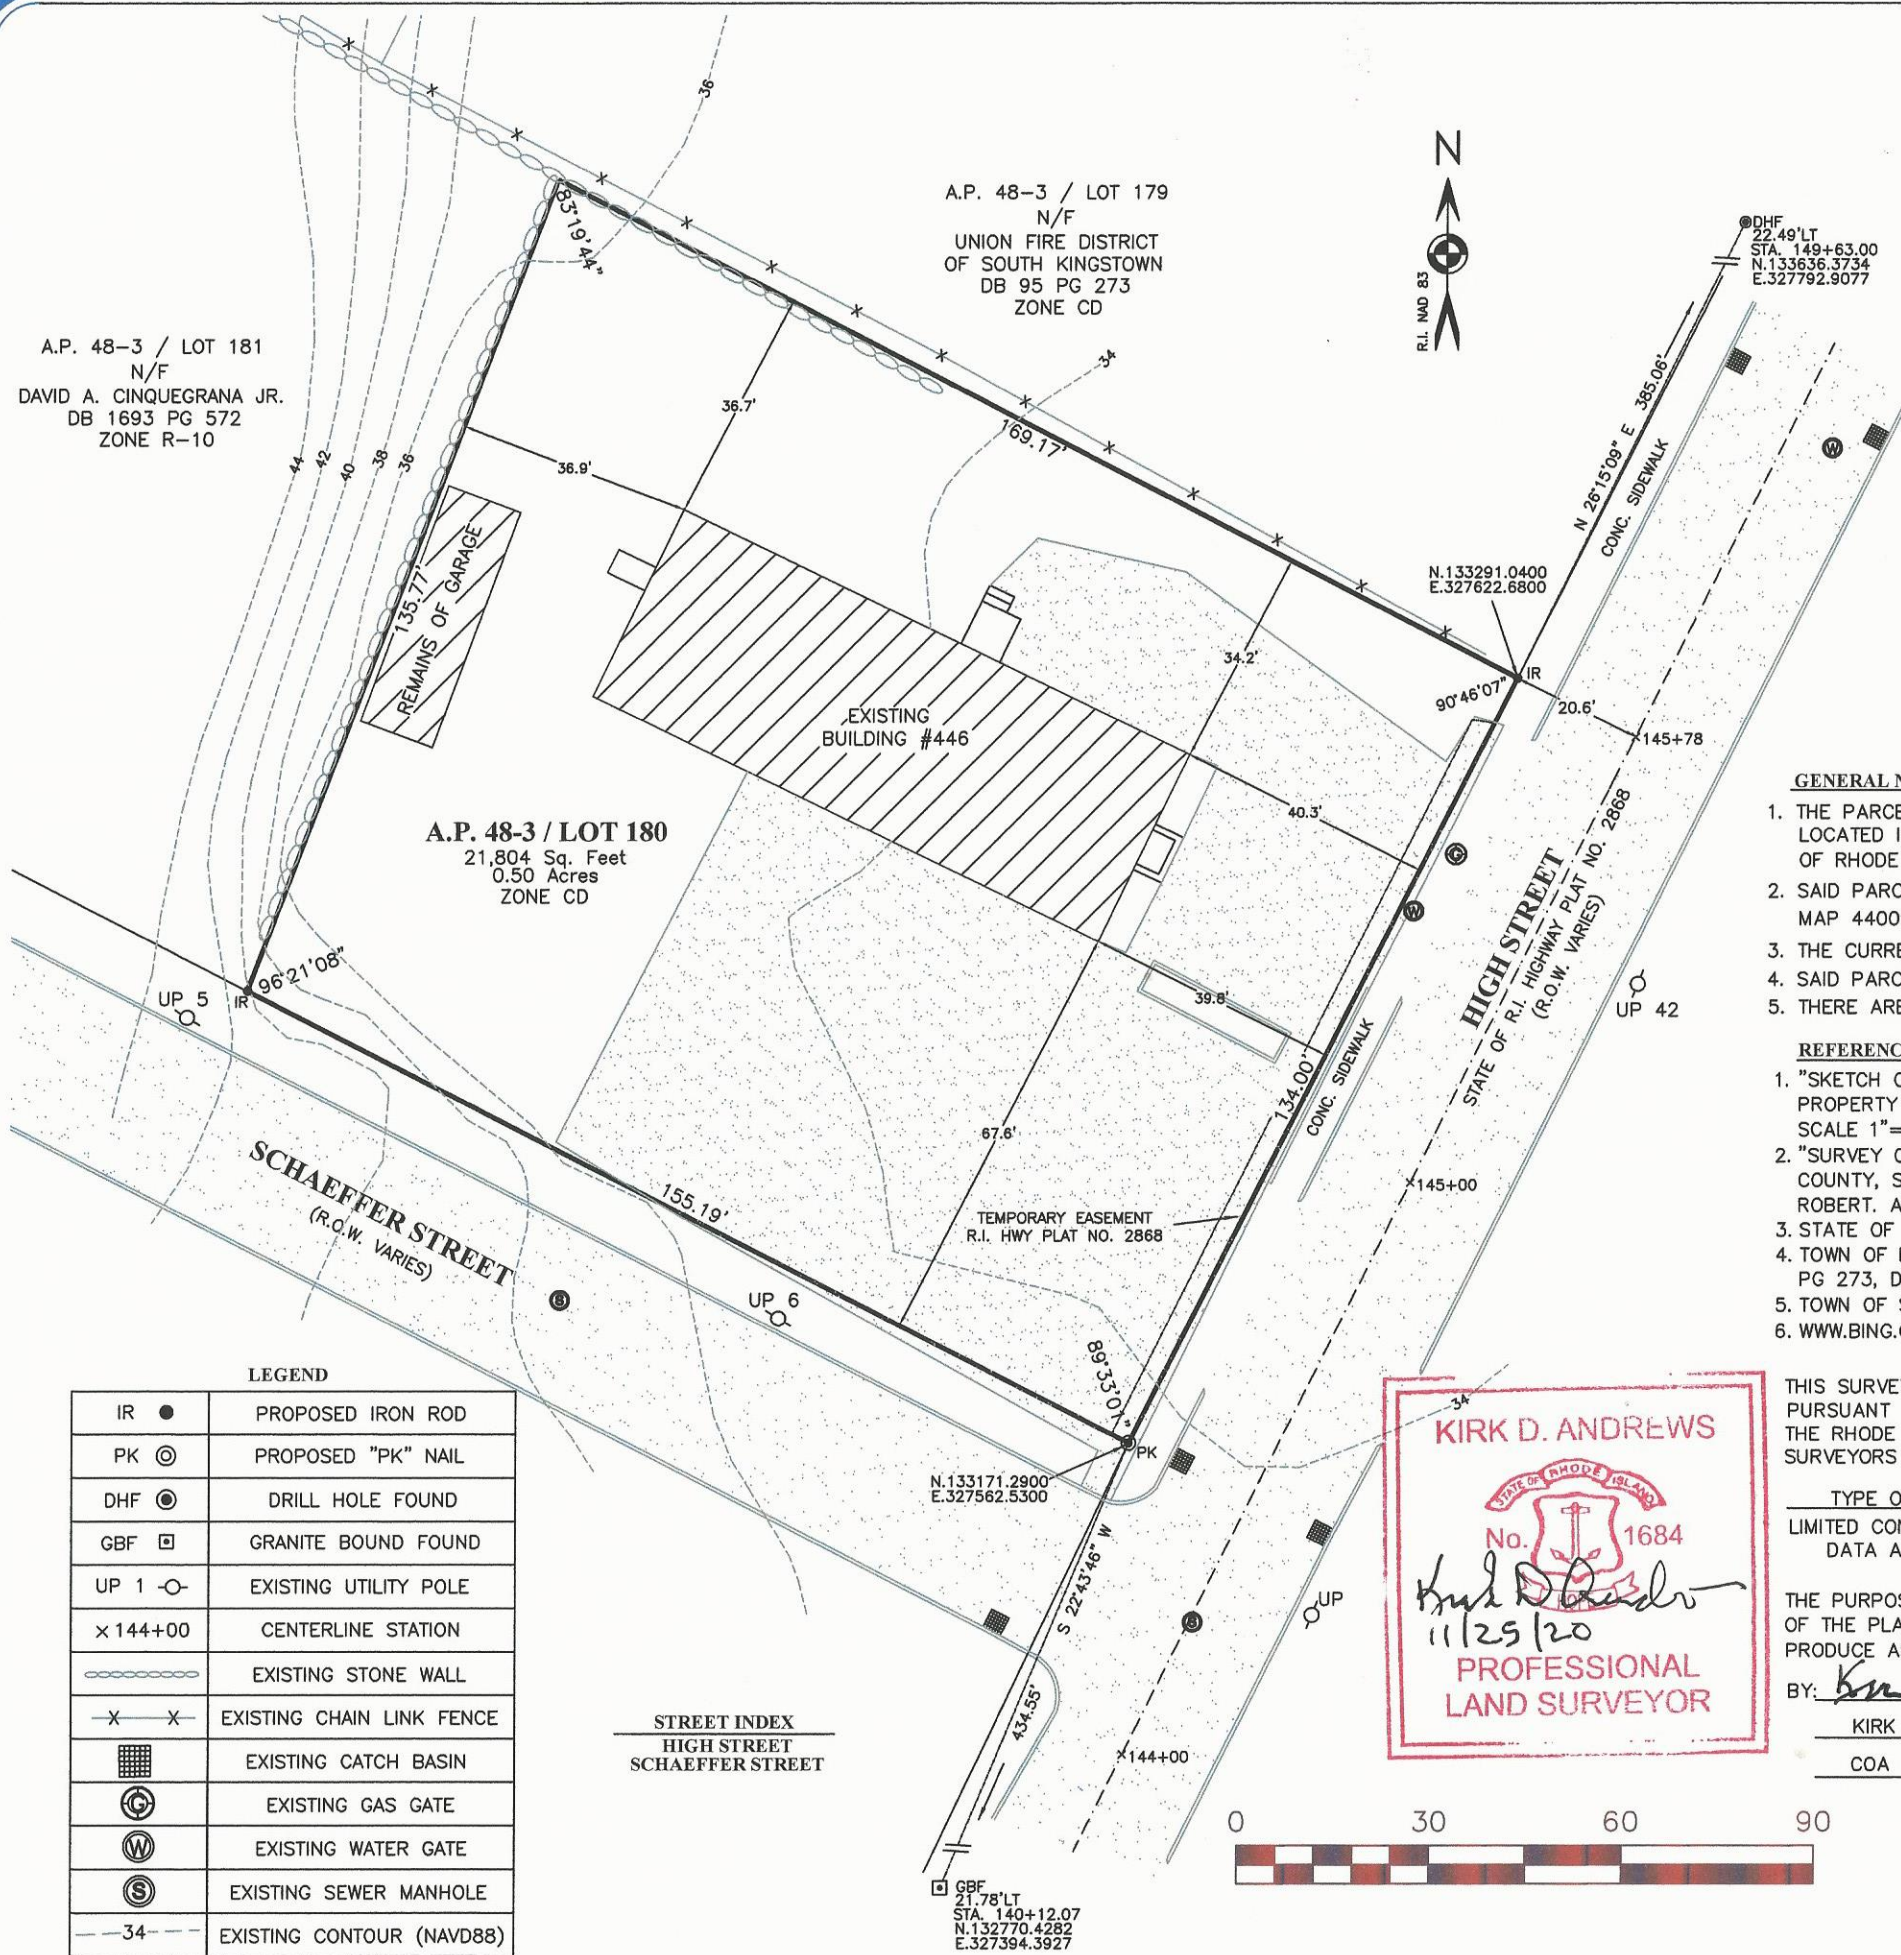 36
A.P. 48-3 / LOT 179
N/F
UNION FIRE DISTRICT
OF SOUTH KINGSTOWN
DB 95 PG 273
ZONE CD
N
R.I. NAD 83
DHF
22.49'LT
STA. 149+63.00
N.133636.3734
E.327792.9077
83°19'44"
A.P. 48-3 / LOT 181
N/F
DAVID A. CINQUEGRANA JR.
DB 1693 PG 572
ZONE R-10
44
42
40
38
36
36.7'
36.9'
34
169.17'
N 26°15'09" E 385.06'
CONC. SIDEWALK
W
N.133291.0400
E.327622.6800
IR
90°46'07"
20.6'
145+78
135.77'
REMAINS OF GARAGE
34.2'
EXISTING
BUILDING #446
40.3'
A.P. 48-3 / LOT 180
21,804 Sq. Feet
0.50 Acres
ZONE CD
G
W
HIGH STREET
STATE OF R.I. HIGHWAY PLAT NO. 2868
(R.O.W. VARIES)
UP 42
96°21'08"
IR
UP 5
39.8'
134.00'
CONC. SIDEWALK
67.6'
145+00
TEMPORARY EASEMENT
R.I. HWY PLAT NO. 2868
155.19'
SCHAEFFER STREET
(R.O.W. VARIES)
S
UP 6
89°33'01"
PK
N.133171.2900
E.327562.5300
34
S 22°43'46" W
434.55'
S
UP
144+00
GBF
21.78'LT
STA. 140+12.07
N.132770.4282
E.327394.3927
GENERAL N
1. THE PARCE
LOCATED I
OF RHODE
2. SAID PARC
MAP 4400
3. THE CURRE
4. SAID PARC
5. THERE ARE
REFERENC
1. "SKETCH O
PROPERTY
SCALE 1"=
2. "SURVEY O
COUNTY, S
ROBERT. A
3. STATE OF
4. TOWN OF
PG 273, D
5. TOWN OF S
6. WWW.BING.
THIS SURVE
PURSUANT
THE RHODE
SURVEYORS
TYPE O
LIMITED CON
DATA A
THE PURPOS
OF THE PLA
PRODUCE A
BY:
KIRK
COA
KIRK D. ANDREWS
STATE OF RHODE ISLAND
No. 1684
HOPE
11/25/20
PROFESSIONAL
LAND SURVEYOR
LEGEND
IR PROPOSED IRON ROD
PK PROPOSED "PK" NAIL
DHF DRILL HOLE FOUND
GBF GRANITE BOUND FOUND
UP 1 EXISTING UTILITY POLE
×144+00 CENTERLINE STATION
EXISTING STONE WALL
X X EXISTING CHAIN LINK FENCE
EXISTING CATCH BASIN
G EXISTING GAS GATE
W EXISTING WATER GATE
S EXISTING SEWER MANHOLE
34 EXISTING CONTOUR (NAVD88)
STREET INDEX
HIGH STREET
SCHAEFFER STREET
0 30 60 90